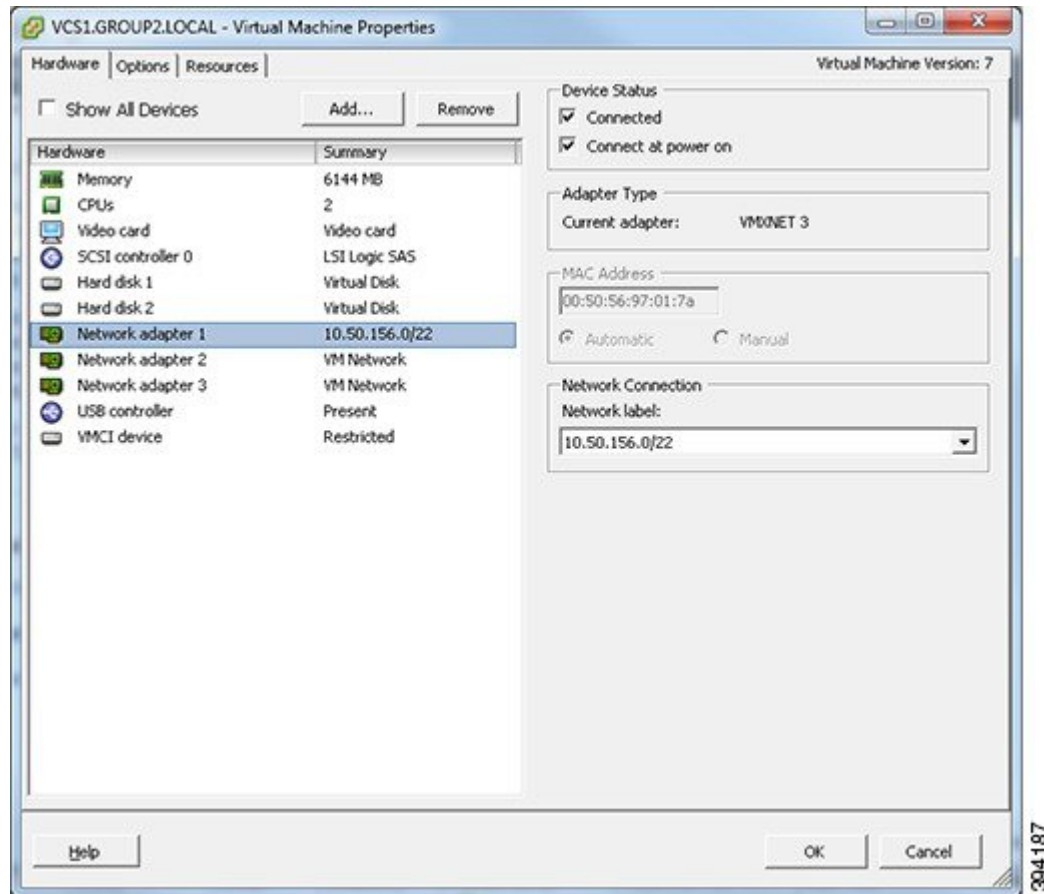 VCS1.GROUP2.LOCAL - Virtual Machine Properties
Hardware Options Resources Virtual Machine Version: 7
Show All Devices Add... Remove
Hardware Summary
Memory 6144 MB
CPUs 2
Video card Video card
SCSI controller 0 LSI Logic SAS
Hard disk 1 Virtual Disk
Hard disk 2 Virtual Disk
Network adapter 1 10.50.156.0/22
Network adapter 2 VM Network
Network adapter 3 VM Network
USB controller Present
VMCI device Restricted
Device Status
Connected
Connect at power on
Adapter Type
Current adapter: VMXNET 3
MAC Address
00:50:56:97:01:7a
Automatic Manual
Network Connection
Network label:
10.50.156.0/22
Help OK Cancel
394187